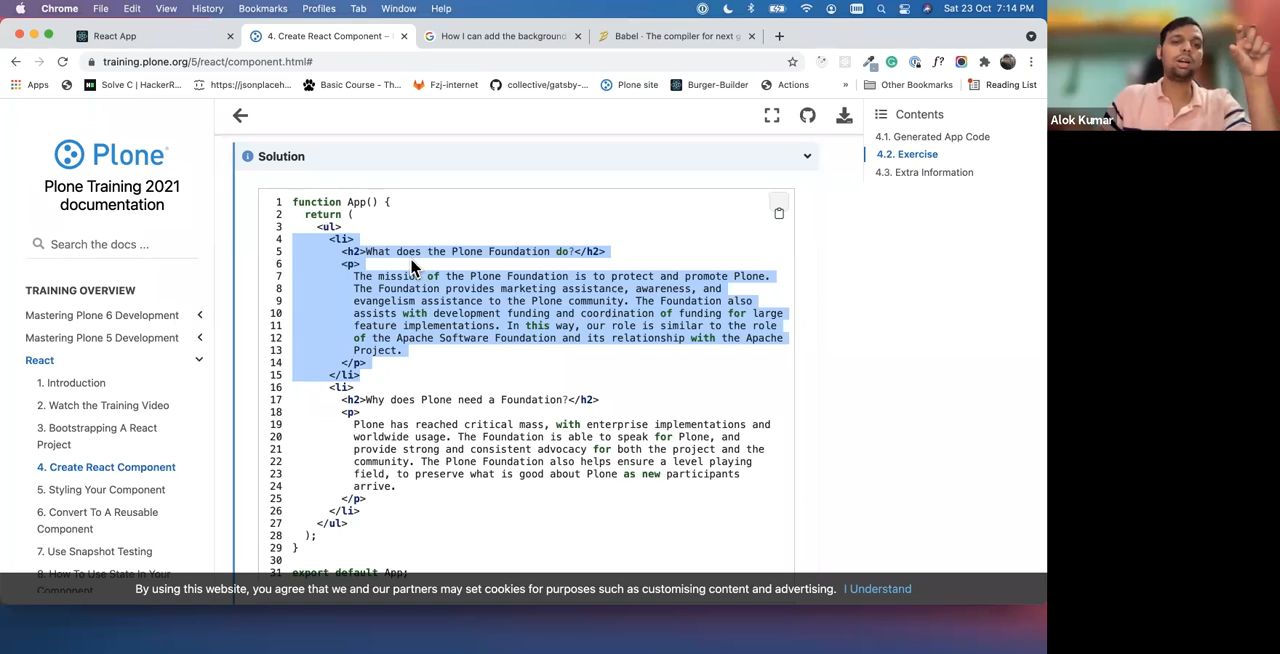 Chrome File Edit View History Bookmarks Profiles Tab Window Help Sat 23 Oct 7:14 PM
React App 4. Create React Component – How I can add the background Babel · The compiler for next g
training.plone.org/5/react/component.html#
Apps Solve C | HackerR... https://jsonplaceh... Basic Course - Th... Fzj-internet collective/gatsby-... Plone site Burger-Builder Actions » Other Bookmarks Reading List
Alok Kumar
Plone
Plone Training 2021
documentation
Search the docs ...
TRAINING OVERVIEW
Mastering Plone 6 Development
Mastering Plone 5 Development
React
1. Introduction
2. Watch the Training Video
3. Bootstrapping A React
Project
4. Create React Component
5. Styling Your Component
6. Convert To A Reusable
Component
7. Use Snapshot Testing
8. How To Use State In Your
Component
Solution
1 function App() {
2 return (
3 <ul>
4 <li>
5 <h2>What does the Plone Foundation do?</h2>
6 <p>
7 The mission of the Plone Foundation is to protect and promote Plone.
8 The Foundation provides marketing assistance, awareness, and
9 evangelism assistance to the Plone community. The Foundation also
10 assists with development funding and coordination of funding for large
11 feature implementations. In this way, our role is similar to the role
12 of the Apache Software Foundation and its relationship with the Apache
13 Project.
14 </p>
15 </li>
16 <li>
17 <h2>Why does Plone need a Foundation?</h2>
18 <p>
19 Plone has reached critical mass, with enterprise implementations and
20 worldwide usage. The Foundation is able to speak for Plone, and
21 provide strong and consistent advocacy for both the project and the
22 community. The Plone Foundation also helps ensure a level playing
23 field, to preserve what is good about Plone as new participants
24 arrive.
25 </p>
26 </li>
27 </ul>
28 );
29 }
30
31 export default App;
Contents
4.1. Generated App Code
4.2. Exercise
4.3. Extra Information
By using this website, you agree that we and our partners may set cookies for purposes such as customising content and advertising. I Understand